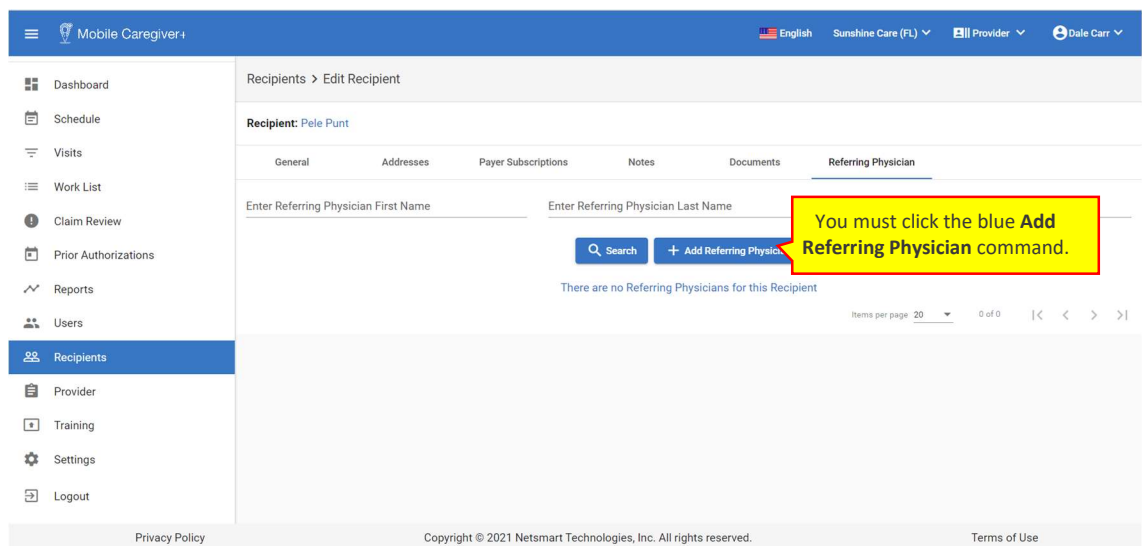 Mobile Caregiver+
English Sunshine Care (FL) Provider Dale Carr
Dashboard
Schedule
Visits
Work List
Claim Review
Prior Authorizations
Reports
Users
Recipients
Provider
Training
Settings
Logout
Recipients > Edit Recipient
Recipient: Pele Punt
General Addresses Payer Subscriptions Notes Documents Referring Physician
Enter Referring Physician First Name Enter Referring Physician Last Name
Search + Add Referring
You must click the blue Add
Referring Physician command.
There are no Referring Physicians for this Recipient
Items per page 20 0 of 0 |< < > >|
Privacy Policy Copyright © 2021 Netsmart Technologies, Inc. All rights reserved. Terms of Use